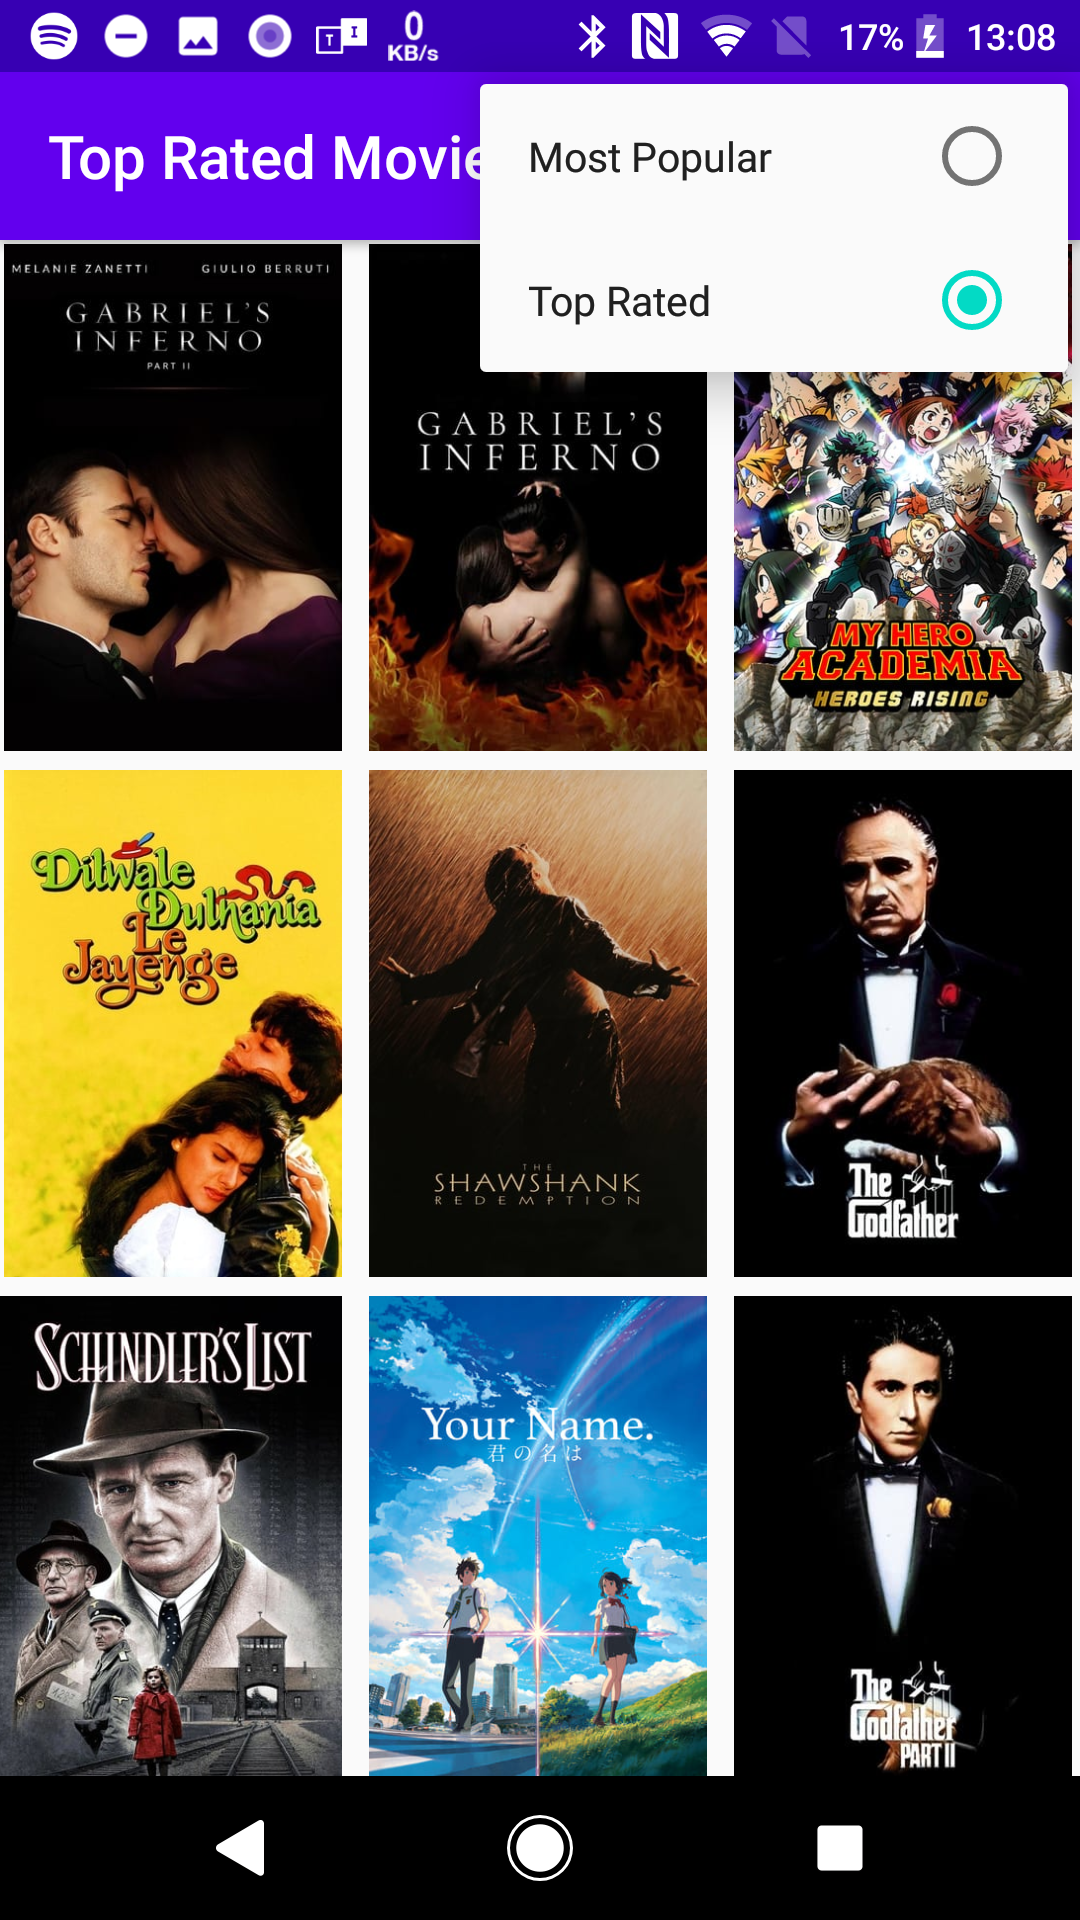 T I
0
KB/s
17% 13:08
Top Rated Movie
Most Popular
Top Rated
MELANIE ZANETTI GIULIO BERRUTI
GABRIEL'S
INFERNO
PART II
GABRIEL'S
INFERNO
MY HERO
ACADEMIA
HEROES RISING
Dilwale
Dulhania
Le
Jayenge
THE
SHAWSHANK
REDEMPTION
The
Godfather
SCHINDLER'S LIST
Your Name.
君の名は
The
Godfather
PART II